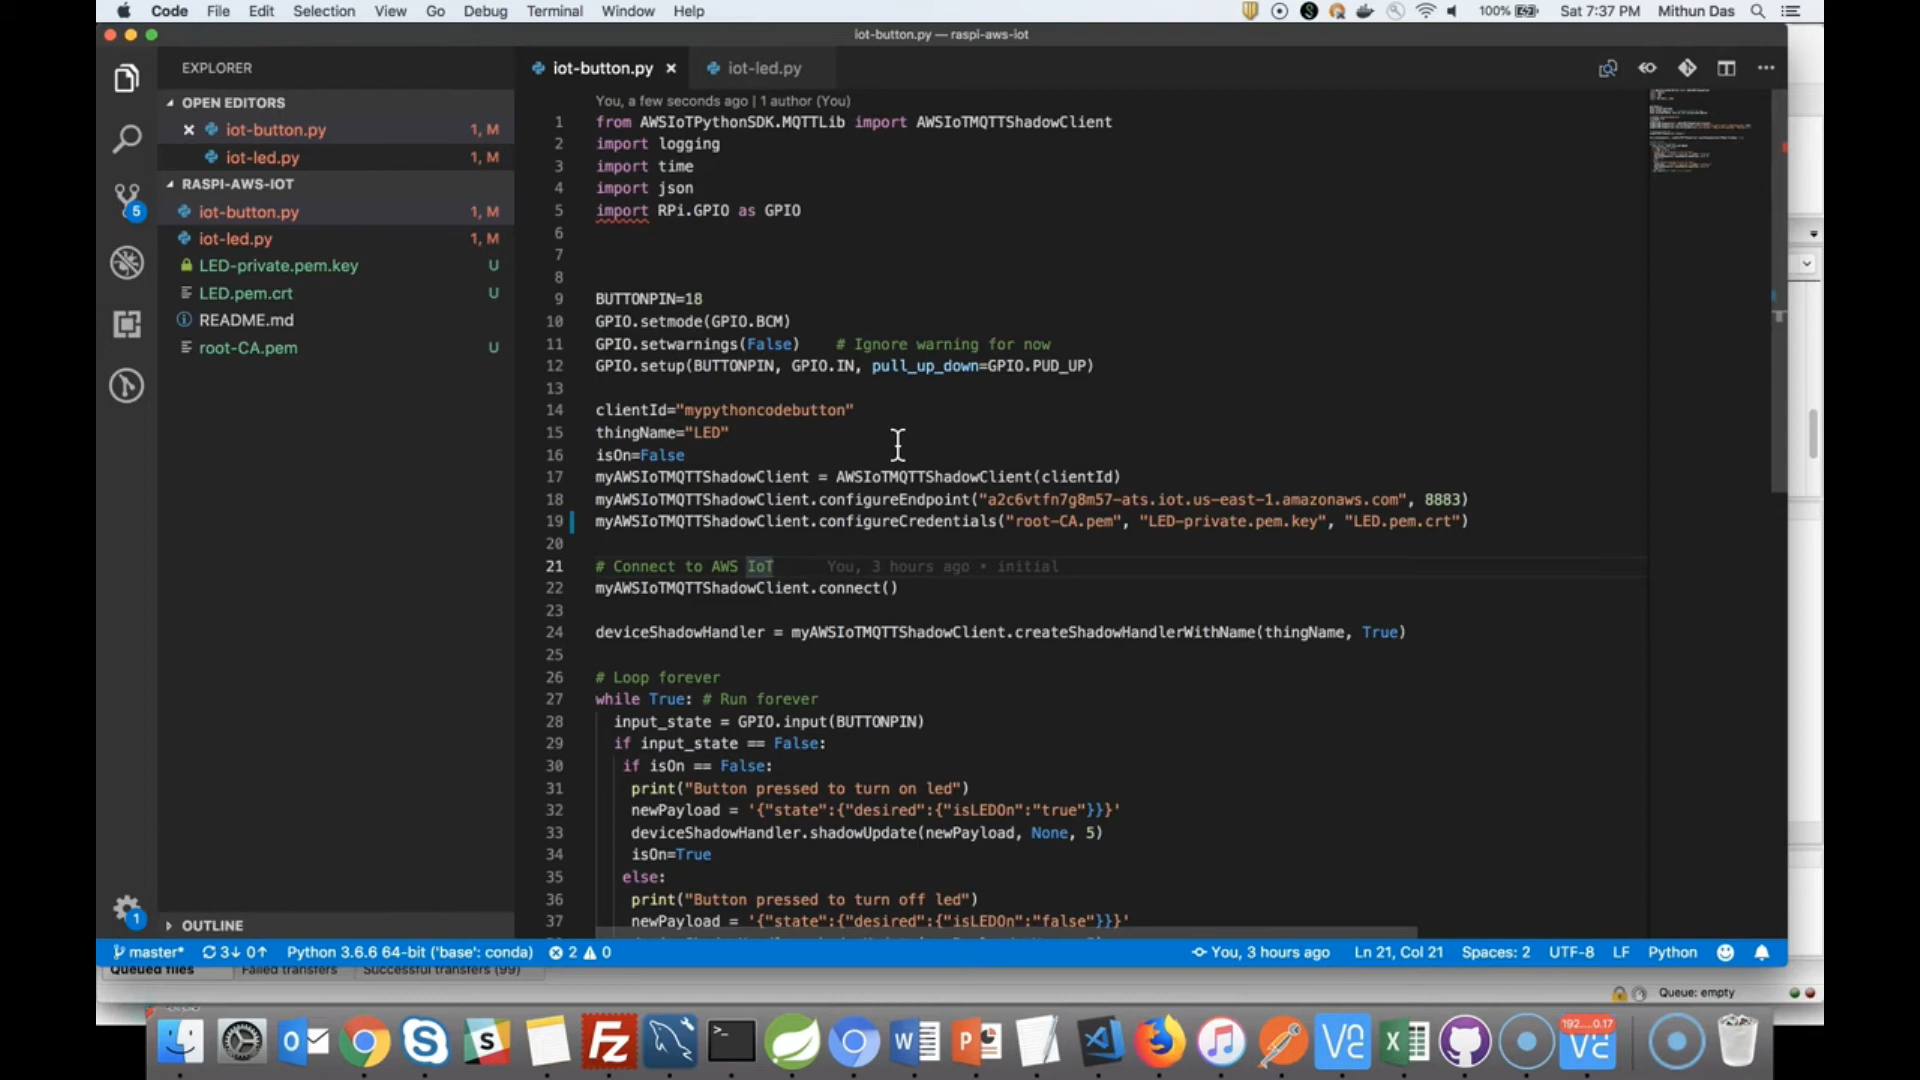 Code File Edit Selection View Go Debug Terminal Window Help 100% Sat 7:37 PM Mithun Das
iot-button.py — raspi-aws-iot
EXPLORER
OPEN EDITORS
iot-button.py 1, M
iot-led.py 1, M
RASPI-AWS-IOT
iot-button.py 1, M
iot-led.py 1, M
LED-private.pem.key U
LED.pem.crt U
README.md
root-CA.pem U
OUTLINE
5
1
iot-button.py iot-led.py
You, a few seconds ago | 1 author (You)
1 from AWSIoTPythonSDK.MQTTLib import AWSIoTMQTTShadowClient
2 import logging
3 import time
4 import json
5 import RPi.GPIO as GPIO
6
7
8
9 BUTTONPIN=18
10 GPIO.setmode(GPIO.BCM)
11 GPIO.setwarnings(False) # Ignore warning for now
12 GPIO.setup(BUTTONPIN, GPIO.IN, pull_up_down=GPIO.PUD_UP)
13
14 clientId="mypythoncodebutton"
15 thingName="LED"
16 isOn=False
17 myAWSIoTMQTTShadowClient = AWSIoTMQTTShadowClient(clientId)
18 myAWSIoTMQTTShadowClient.configureEndpoint("a2c6vtfn7g8m57-ats.iot.us-east-1.amazonaws.com", 8883)
19 myAWSIoTMQTTShadowClient.configureCredentials("root-CA.pem", "LED-private.pem.key", "LED.pem.crt")
20
21 # Connect to AWS IoT You, 3 hours ago • initial
22 myAWSIoTMQTTShadowClient.connect()
23
24 deviceShadowHandler = myAWSIoTMQTTShadowClient.createShadowHandlerWithName(thingName, True)
25
26 # Loop forever
27 while True: # Run forever
28 input_state = GPIO.input(BUTTONPIN)
29 if input_state == False:
30 if isOn == False:
31 print("Button pressed to turn on led")
32 newPayload = '{"state":{"desired":{"isLEDOn":"true"}}}'
33 deviceShadowHandler.shadowUpdate(newPayload, None, 5)
34 isOn=True
35 else:
36 print("Button pressed to turn off led")
37 newPayload = '{"state":{"desired":{"isLEDOn":"false"}}}'
master* 3↓ 0↑ Python 3.6.6 64-bit ('base': conda) 2 0 You, 3 hours ago Ln 21, Col 21 Spaces: 2 UTF-8 LF Python
Queued files Failed transfers Successful transfers (99)
Queue: empty
192....0.17